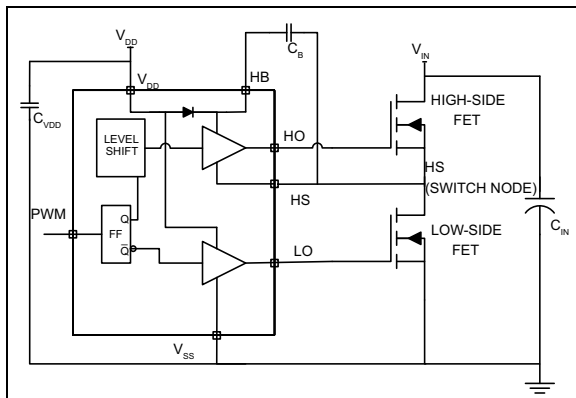 V_DD
C_B
V_IN
V_DD
HB
C_VDD
HIGH-SIDE
FET
LEVEL
SHIFT
HO
HS
(SWITCH NODE)
HS
PWM
Q
FF
Q̅
LO
LOW-SIDE
FET
C_IN
V_SS